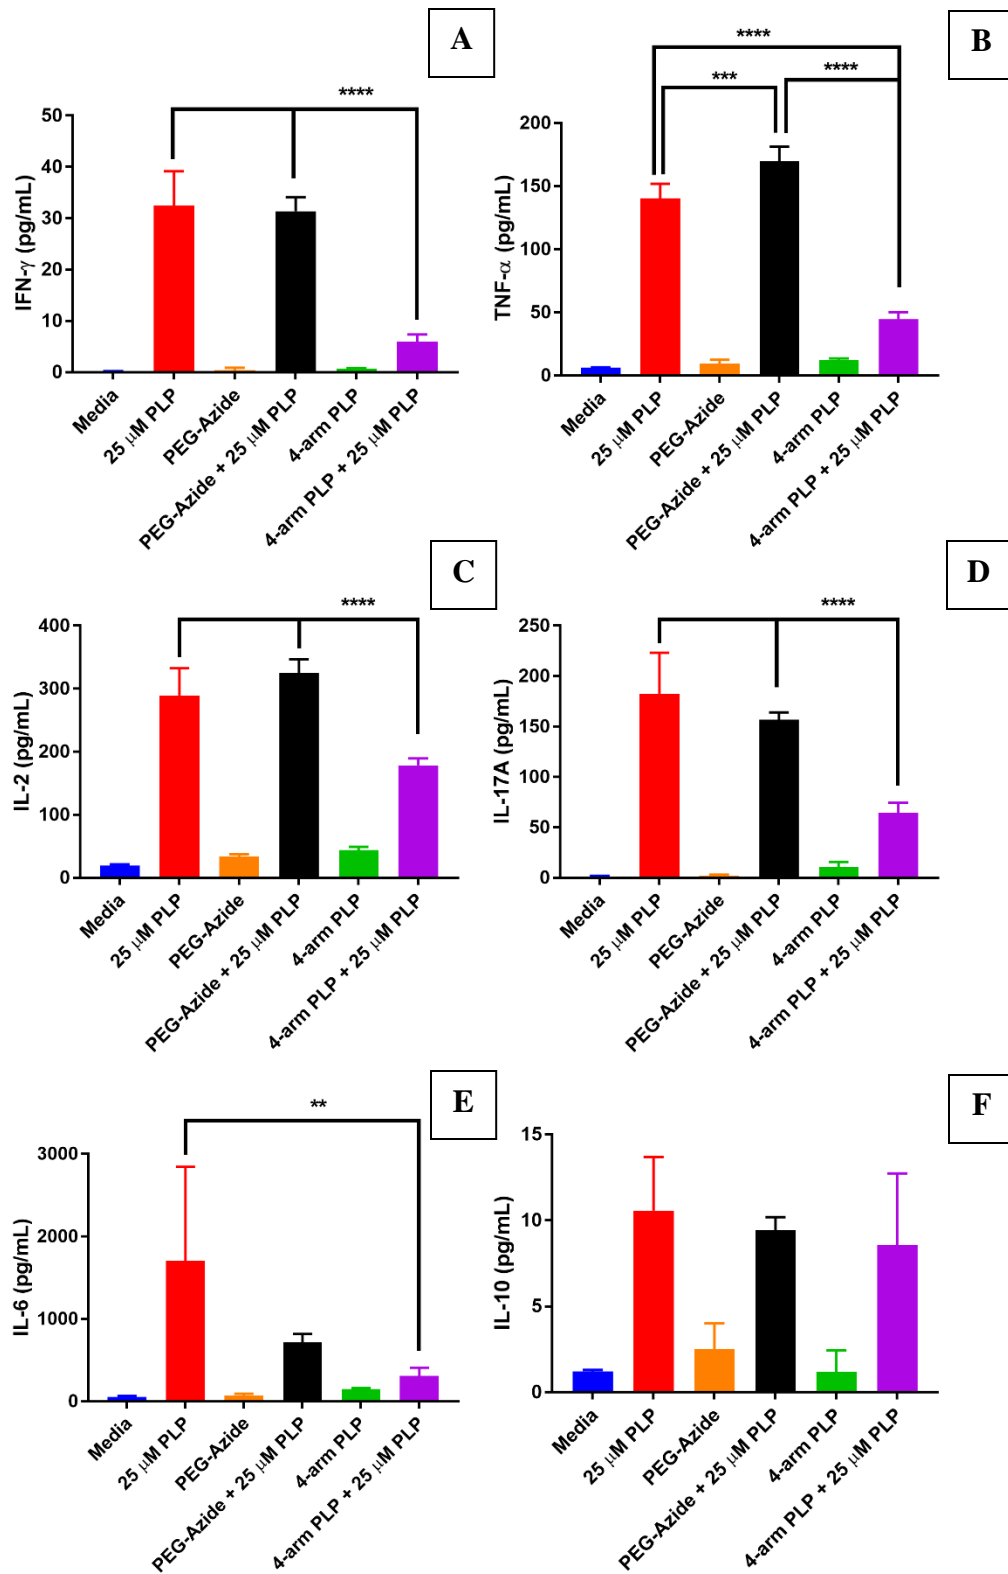 A
****
50
40
30
20
10
0
IFN-γ (pg/mL)
Media
25 μM PLP
PEG-Azide
PEG-Azide + 25 μM PLP
4-arm PLP
4-arm PLP + 25 μM PLP
B
****
***
****
200
150
100
50
0
TNF-α (pg/mL)
Media
25 μM PLP
PEG-Azide
PEG-Azide + 25 μM PLP
4-arm PLP
4-arm PLP + 25 μM PLP
C
****
400
300
200
100
0
IL-2 (pg/mL)
Media
25 μM PLP
PEG-Azide
PEG-Azide + 25 μM PLP
4-arm PLP
4-arm PLP + 25 μM PLP
D
****
250
200
150
100
50
0
IL-17A (pg/mL)
Media
25 μM PLP
PEG-Azide
PEG-Azide + 25 μM PLP
4-arm PLP
4-arm PLP + 25 μM PLP
E
**
3000
2000
1000
0
IL-6 (pg/mL)
Media
25 μM PLP
PEG-Azide
PEG-Azide + 25 μM PLP
4-arm PLP
4-arm PLP + 25 μM PLP
F
15
10
5
0
IL-10 (pg/mL)
Media
25 μM PLP
PEG-Azide
PEG-Azide + 25 μM PLP
4-arm PLP
4-arm PLP + 25 μM PLP